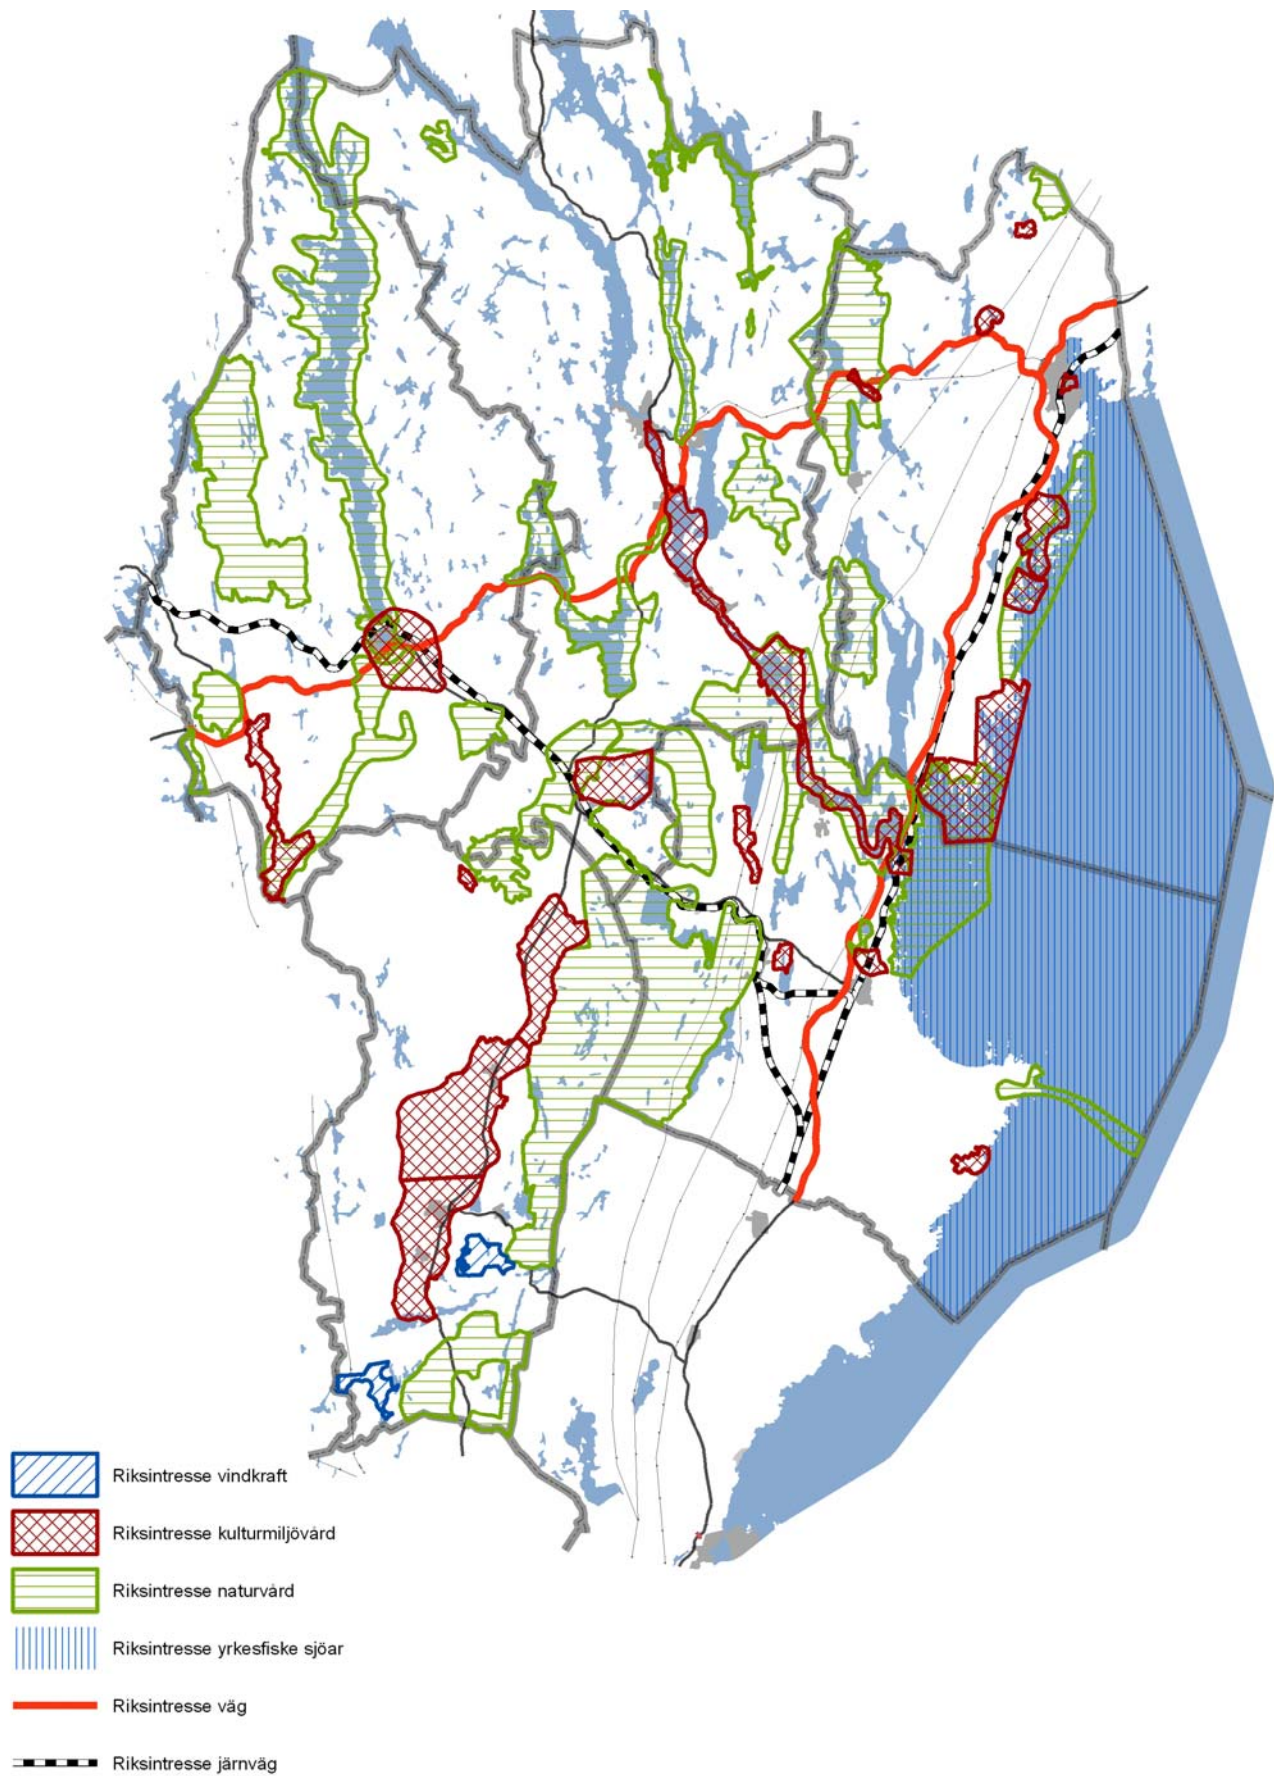 Riksintresse vindkraft
Riksintresse kulturmiljövård
Riksintresse naturvård
Riksintresse yrkesfiske sjöar
Riksintresse väg
Riksintresse järnväg